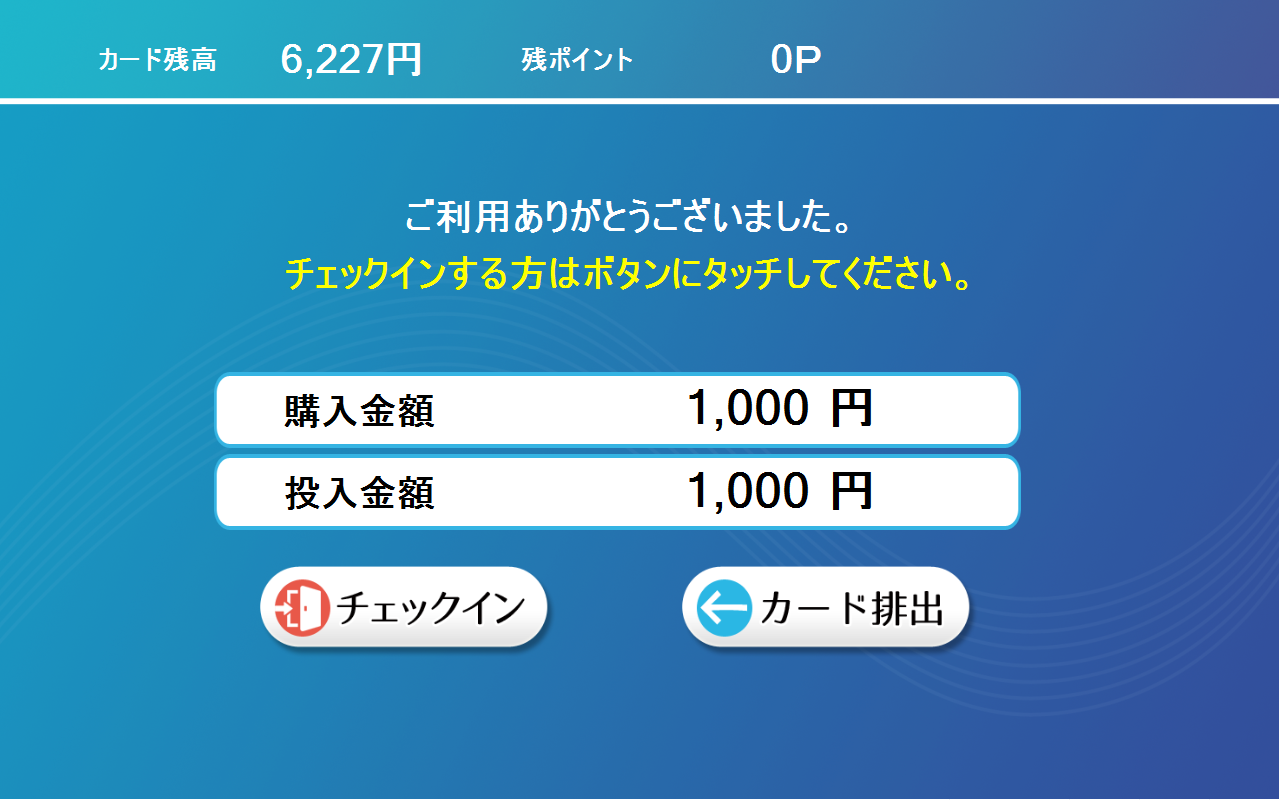 カード残高 6,227円 残ポイント 0P
ご利用ありがとうございました。
チェックインする方はボタンにタッチしてください。
購入金額 1,000 円
投入金額 1,000 円
チェックイン カード排出